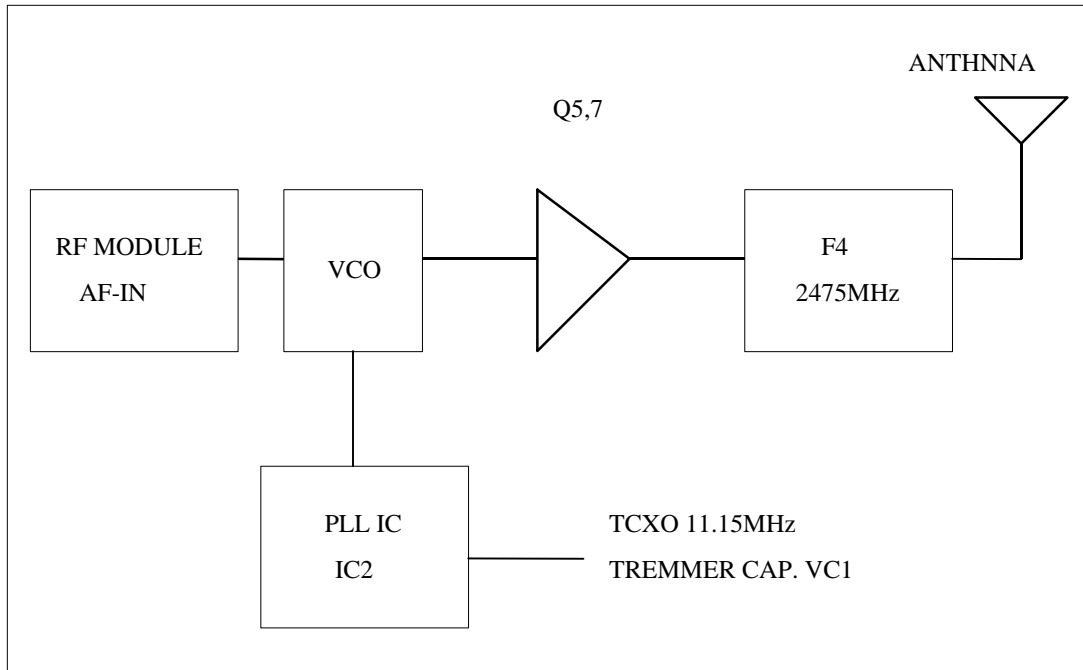 ANTHNNA
Q5,7
RF MODULE
AF-IN
VCO
F4
2475MHz
PLL IC
IC2
TCXO 11.15MHz
TREMMER CAP. VC1